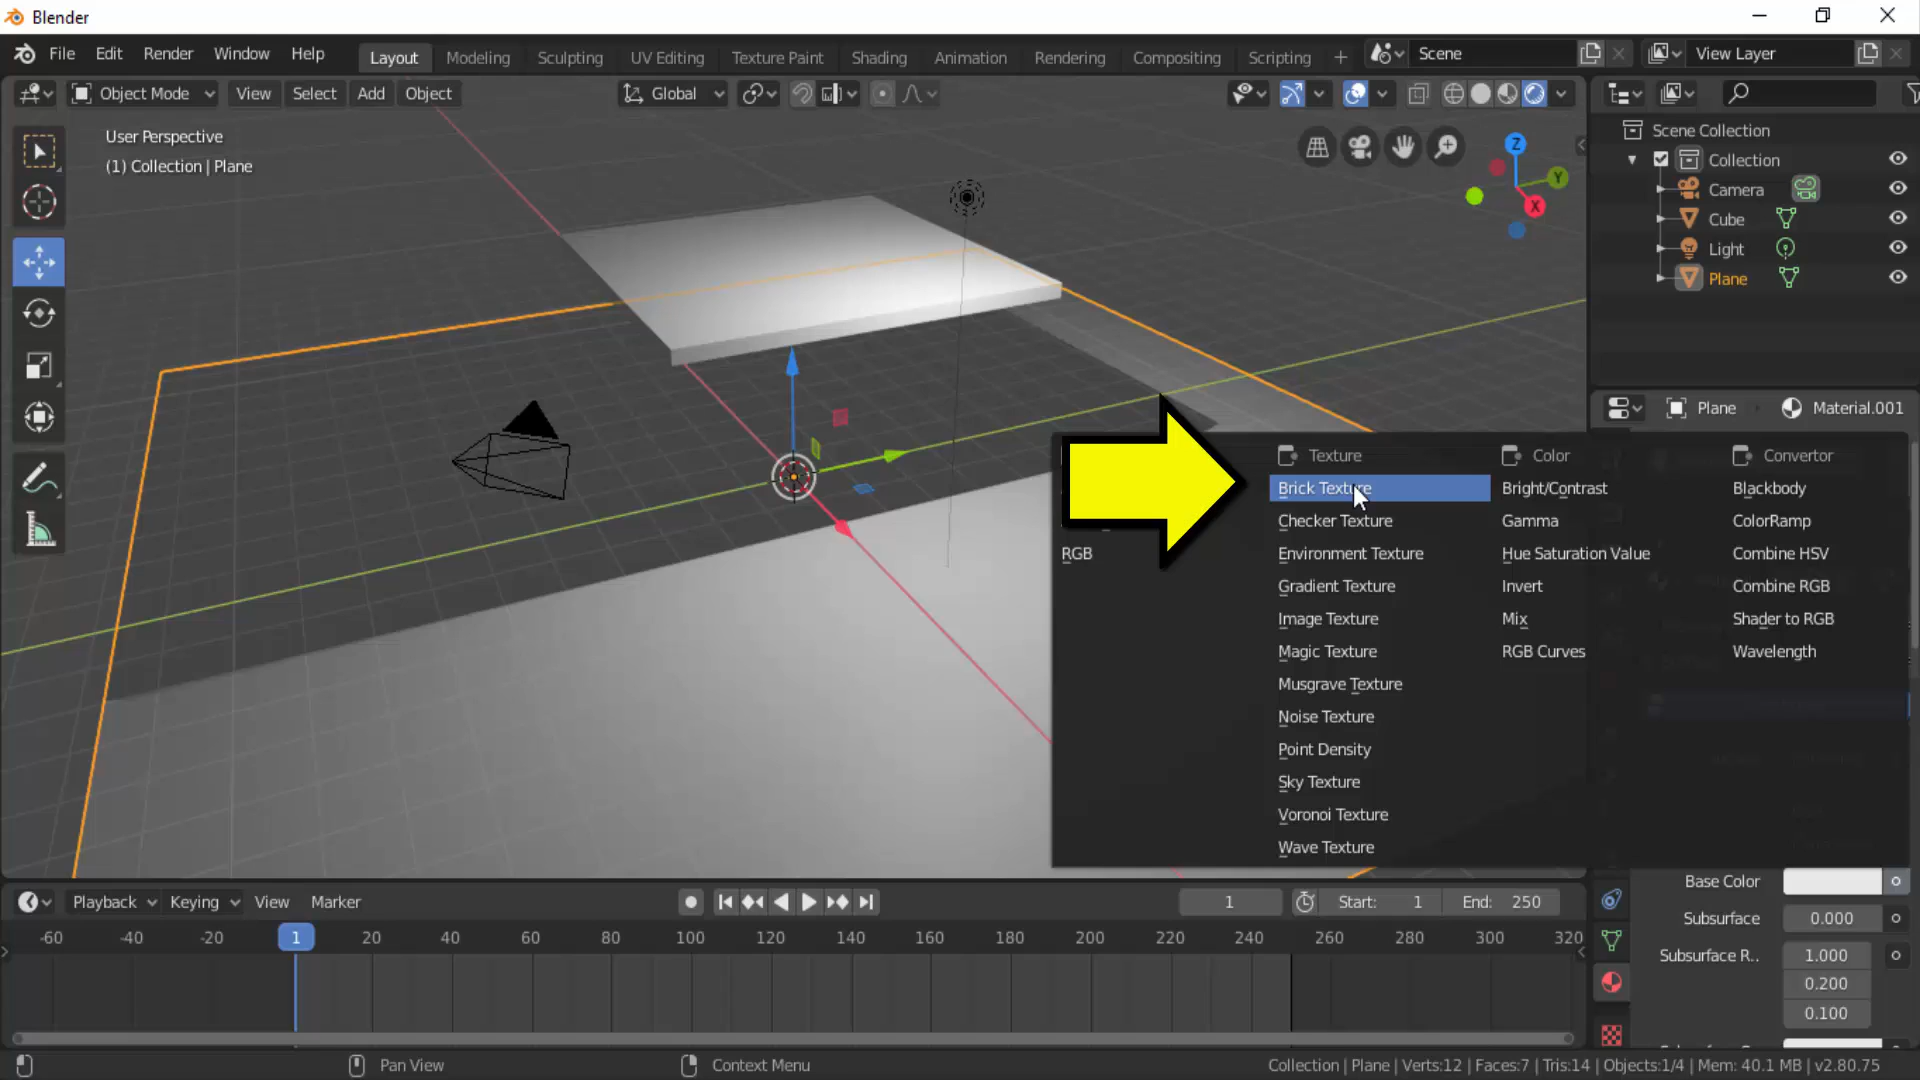 Blender
File Edit Render Window Help Layout Modeling Sculpting UV Editing Texture Paint Shading Animation Rendering Compositing Scripting + Scene View Layer
Object Mode View Select Add Object Global
User Perspective
(1) Collection | Plane
Z
Y
X
Scene Collection
Collection
Camera
Cube
Light
Plane
Plane Material.001
Texture Color Convertor
Brick Texture Bright/Contrast Blackbody
Checker Texture Gamma ColorRamp
RGB Environment Texture Hue Saturation Value Combine HSV
Gradient Texture Invert Combine RGB
Image Texture Mix Shader to RGB
Magic Texture RGB Curves Wavelength
Musgrave Texture
Noise Texture
Point Density
Sky Texture
Voronoi Texture
Wave Texture
Base Color
Subsurface 0.000
Subsurface R.. 1.000
0.200
0.100
Playback Keying View Marker 1 Start: 1 End: 250
-60 -40 -20 1 20 40 60 80 100 120 140 160 180 200 220 240 260 280 300 320
Pan View Context Menu Collection | Plane | Verts:12 | Faces:7 | Tris:14 | Objects:1/4 | Mem: 40.1 MB | v2.80.75